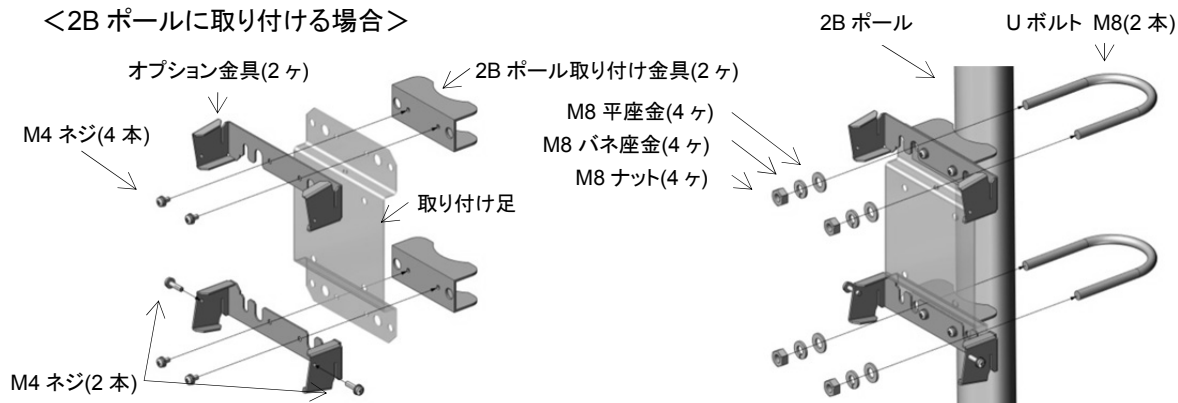 ＜2B ポールに取り付ける場合＞
オプション金具(2 ヶ)
2B ポール取り付け金具(2 ヶ)
M4 ネジ(4 本)
取り付け足
M4 ネジ(2 本)
2B ポール
U ボルト M8(2 本)
M8 平座金(4 ヶ)
M8 バネ座金(4 ヶ)
M8 ナット(4 ヶ)